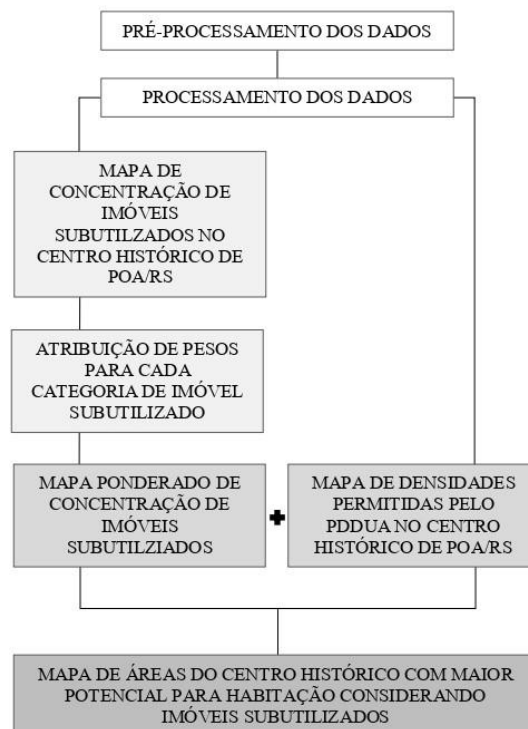 PRÉ-PROCESSAMENTO DOS DADOS
PROCESSAMENTO DOS DADOS
MAPA DE
CONCENTRAÇÃO DE
IMÓVEIS
SUBUTILZADOS NO
CENTRO HISTÓRICO DE
POA/RS
ATRIBUIÇÃO DE PESOS
PARA CADA
CATEGORIA DE IMÓVEL
SUBUTILIZADO
MAPA PONDERADO DE
CONCENTRAÇÃO DE
IMÓVEIS
SUBUTILZIADOS
MAPA DE DENSIDADES
PERMITIDAS PELO
PDDUA NO CENTRO
HISTÓRICO DE POA/RS
MAPA DE ÁREAS DO CENTRO HISTÓRICO COM MAIOR
POTENCIAL PARA HABITAÇÃO CONSIDERANDO
IMÓVEIS SUBUTILIZADOS